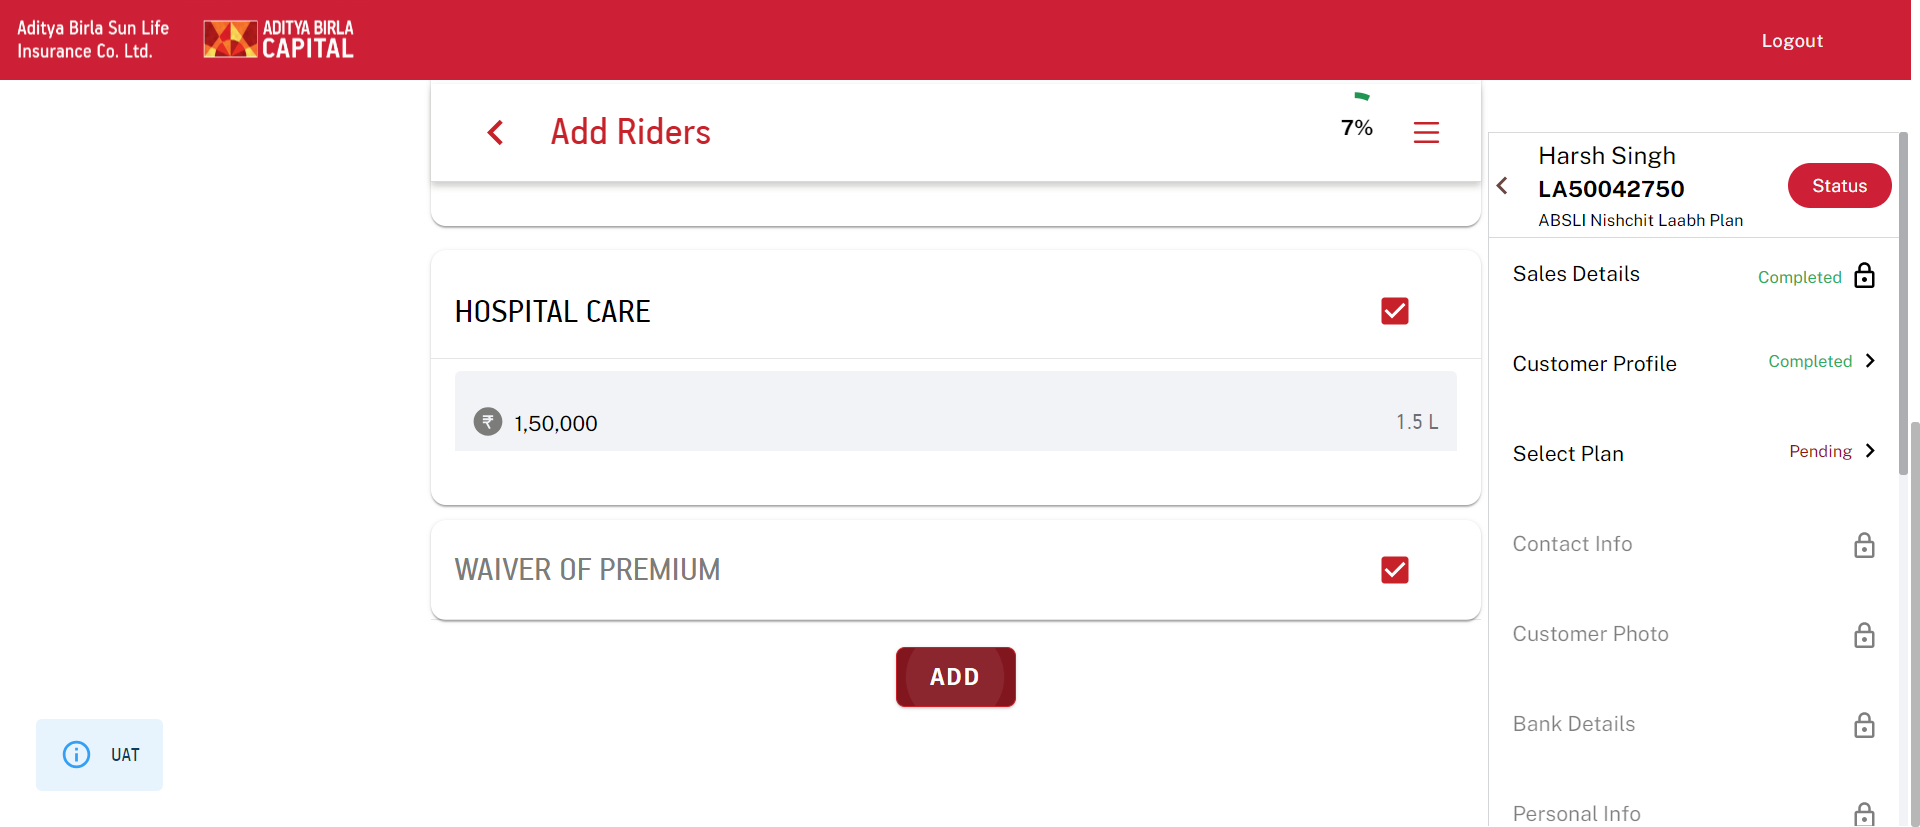 Aditya Birla Sun Life
Insurance Co. Ltd.
ADITYA BIRLA
CAPITAL
Logout
Add Riders
7%
HOSPITAL CARE
₹ 1,50,000
1.5 L
WAIVER OF PREMIUM
ADD
UAT
Harsh Singh
LA50042750
ABSLI Nishchit Laabh Plan
Status
Sales Details
Completed
Customer Profile
Completed
Select Plan
Pending
Contact Info
Customer Photo
Bank Details
Personal Info